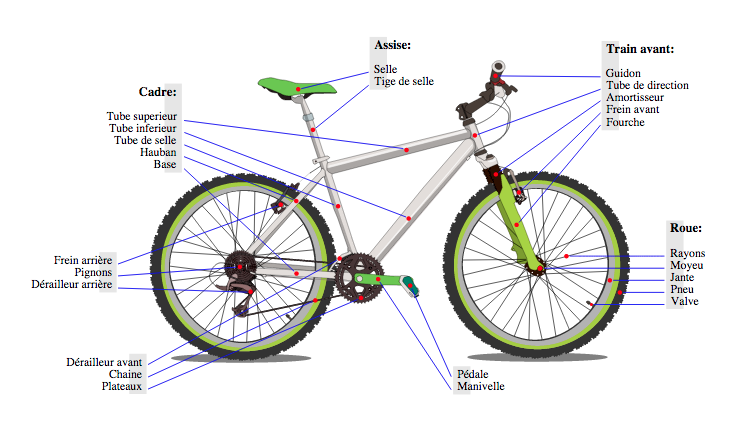 Assise:
Selle
Tige de selle
Train avant:
Guidon
Tube de direction
Amortisseur
Frein avant
Fourche
Cadre:
Tube superieur
Tube inferieur
Tube de selle
Hauban
Base
Roue:
Rayons
Moyeu
Jante
Pneu
Valve
Frein arrière
Pignons
Dérailleur arrière
Dérailleur avant
Chaine
Plateaux
Pédale
Manivelle